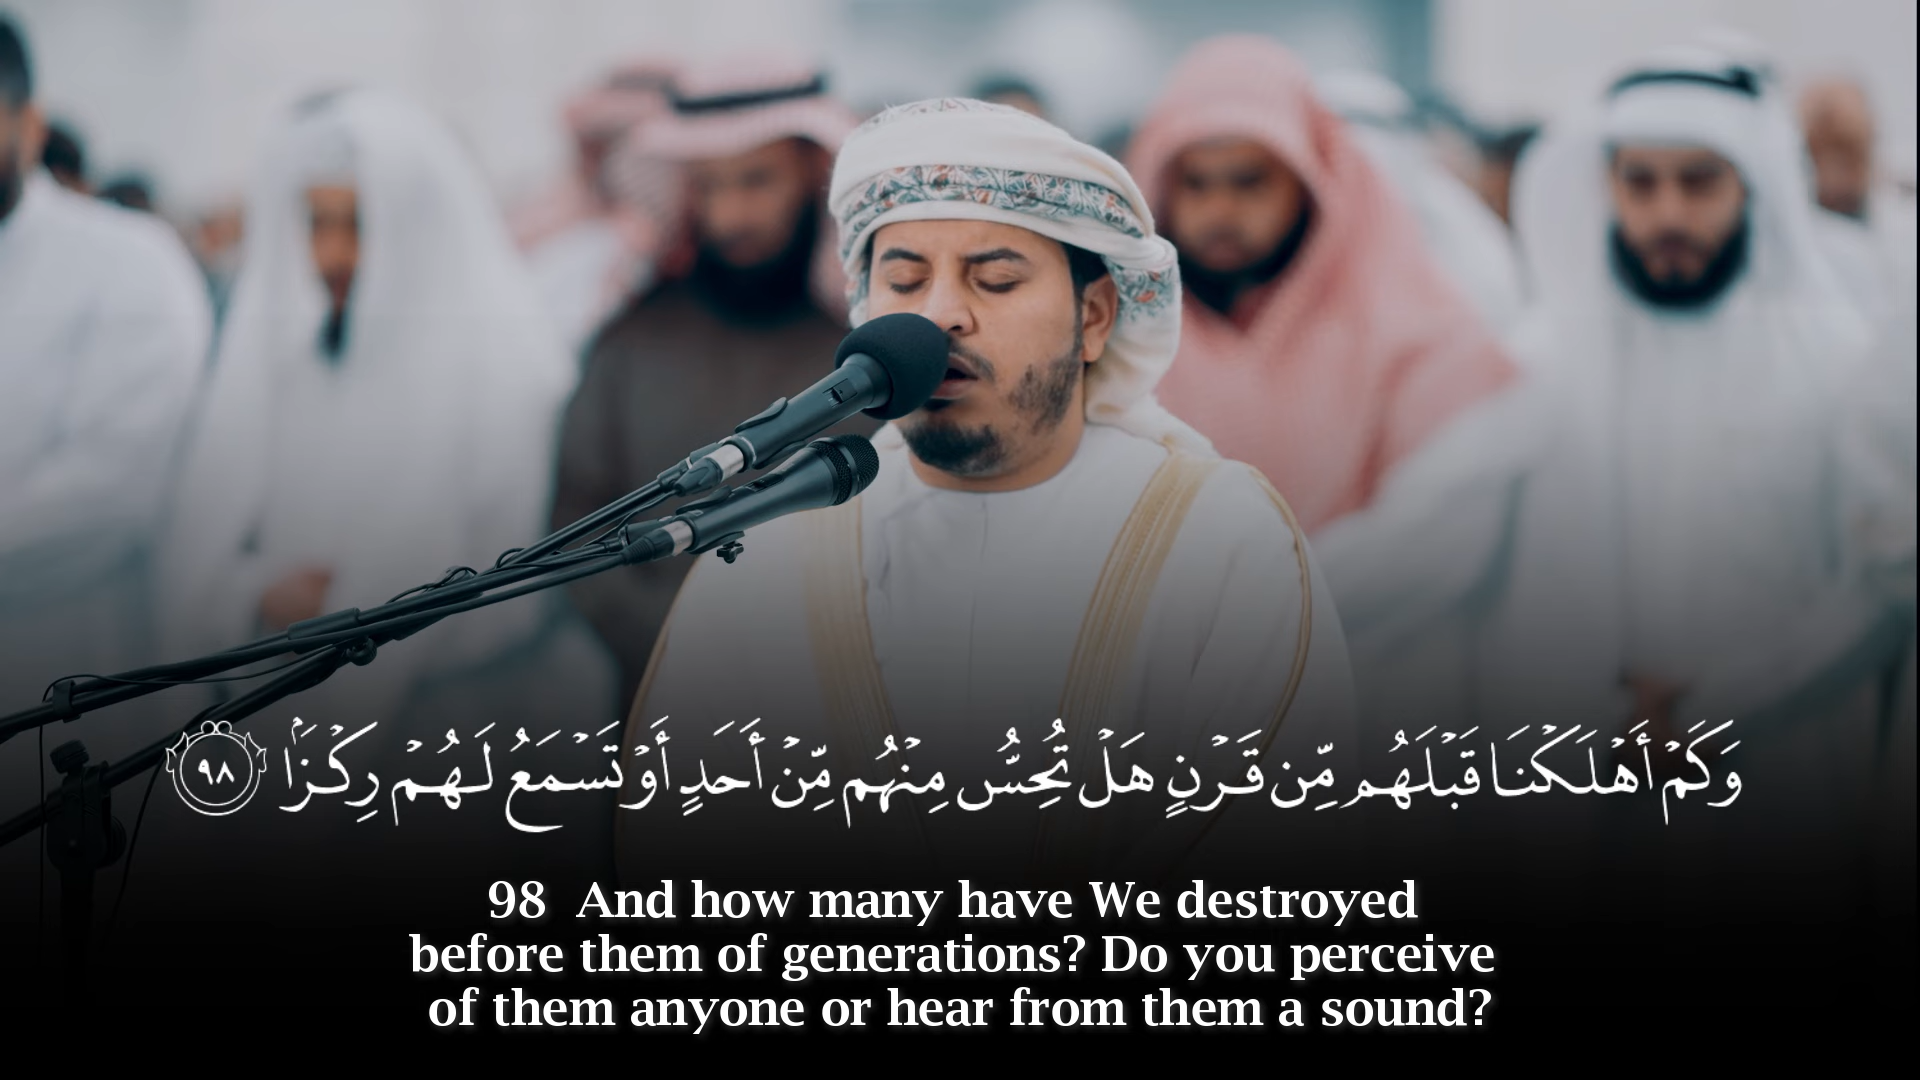 وَكَمْ أَهْلَكْنَا قَبْلَهُم مِّن قَرْنٍ هَلْ تُحِسُّ مِنْهُم مِّنْ أَحَدٍ أَوْ تَسْمَعُ لَهُمْ رِكْزَۢا ٩٨
98 And how many have We destroyed
before them of generations? Do you perceive
of them anyone or hear from them a sound?